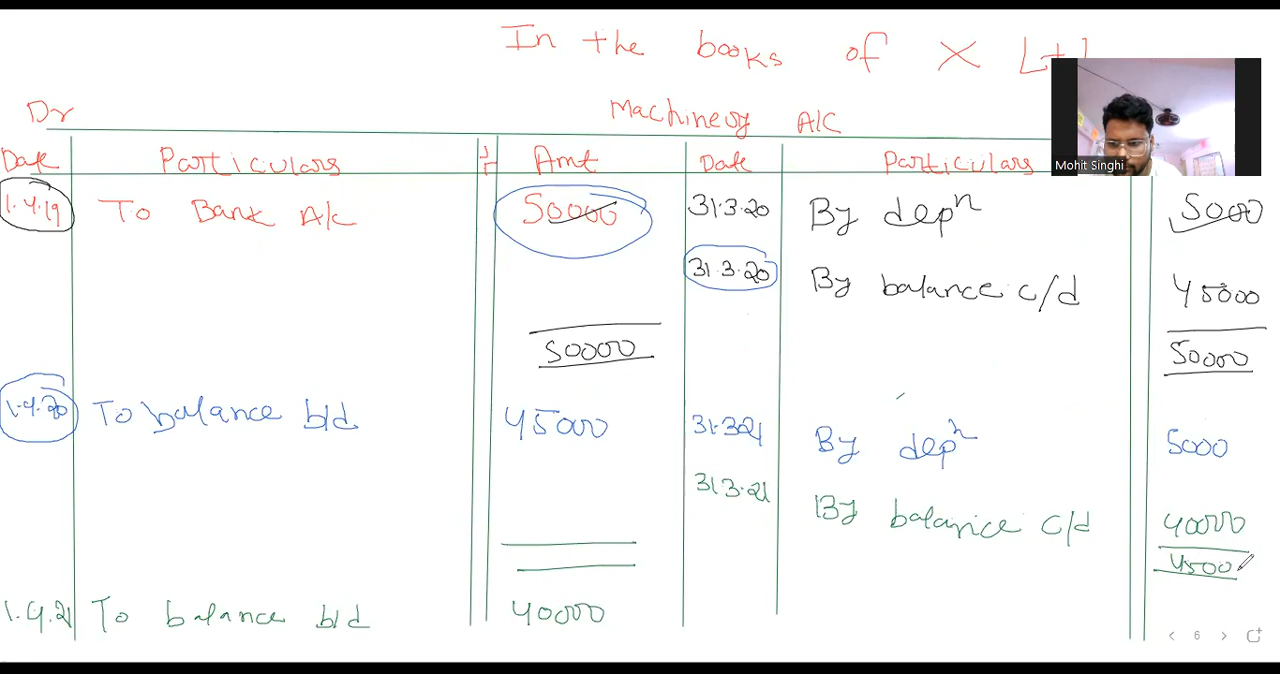 In the books of X Lt
Dr Machinery A/C
Date Particulars J F Amt Date Particulars
1.4.19 To Bank A/c 50000 31.3.20 By depn 5000
31.3.20 By balance c/d 45000
50000 50000
1.4.20 To balance b/d 45000 31.3.21 By depn 5000
31.3.21 By balance c/d 40000
4500
1.4.21 To balance b/d 40000
Mohit Singhi
6